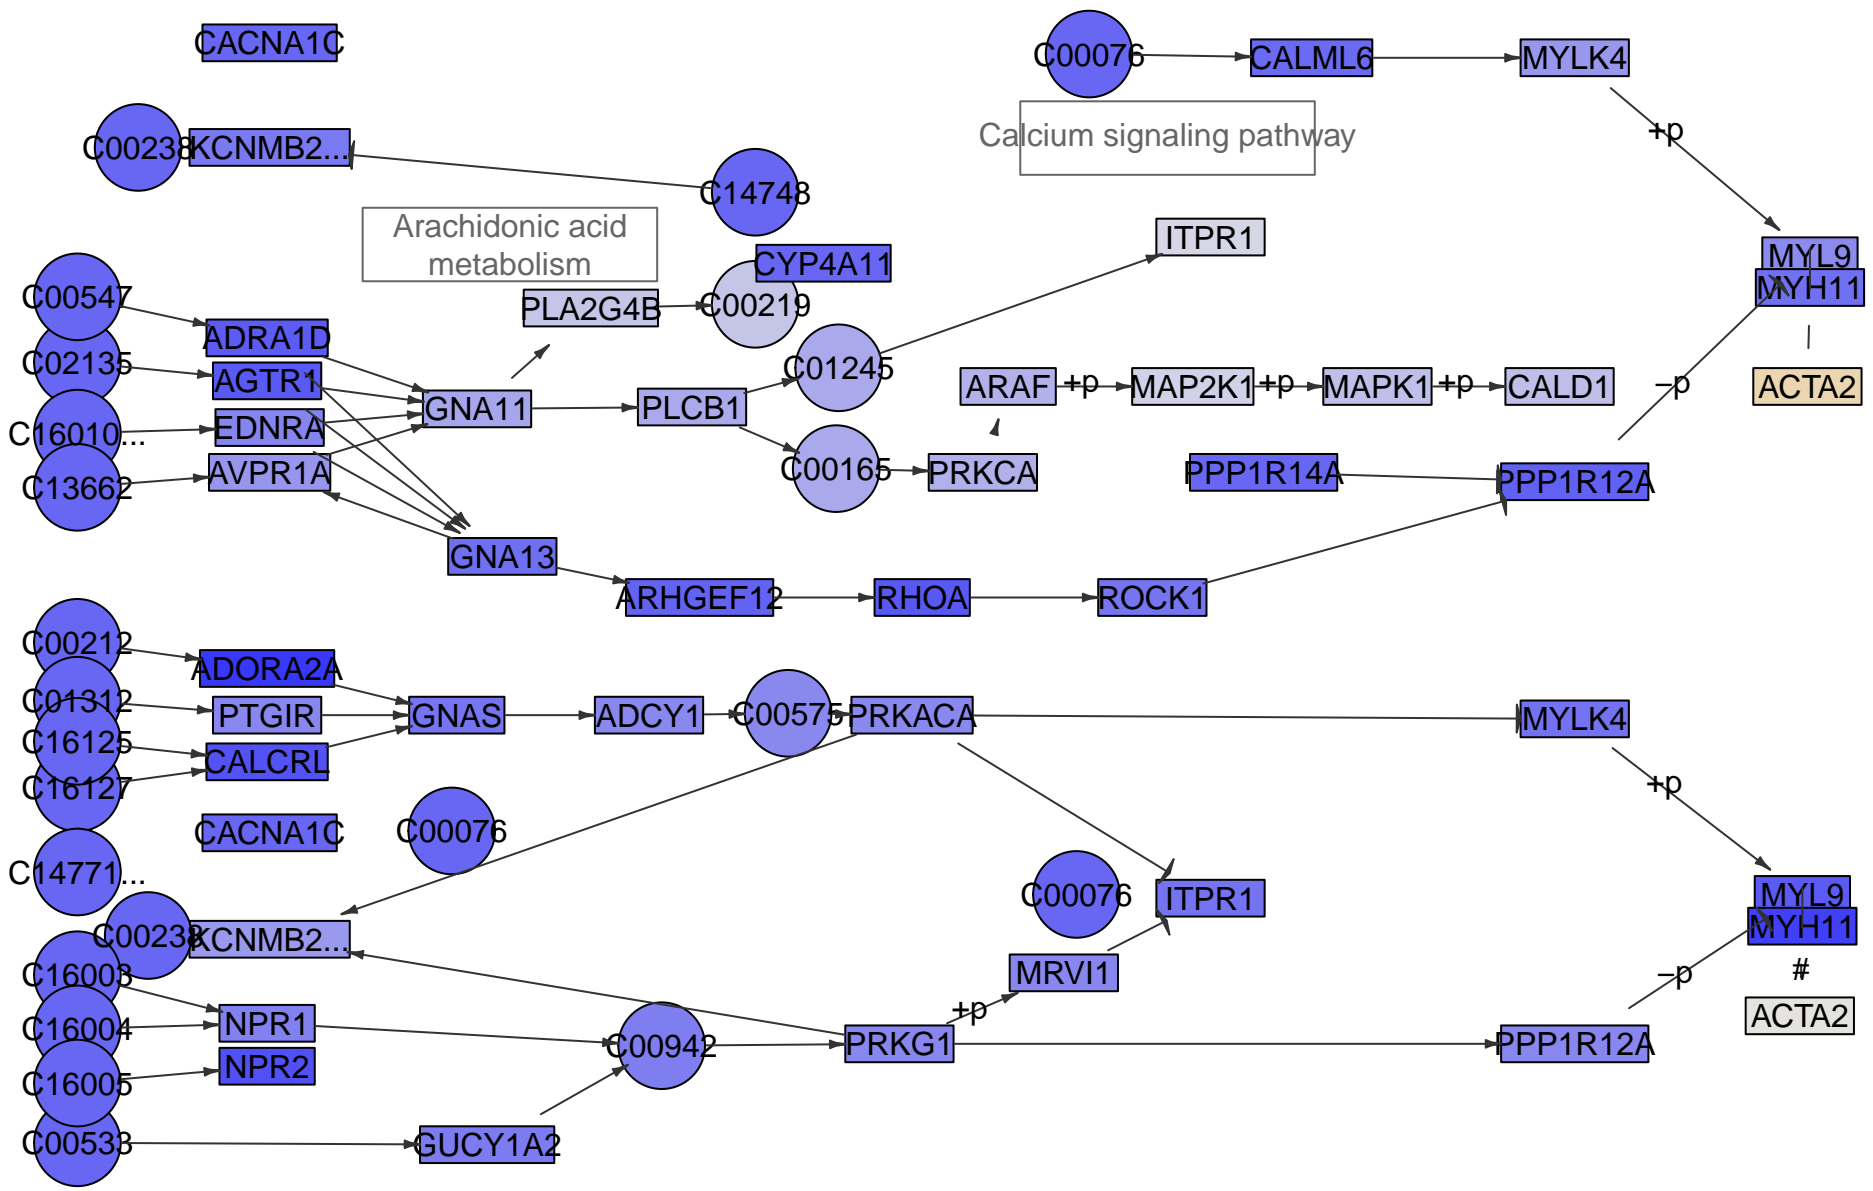 CACNA1C
C00076
CALML6
MYLK4
+p
C00238
KCNMB2...
Calcium signaling pathway
C14748
Arachidonic acid
metabolism
ITPR1
MYL9
MYH11
CYP4A11
C00547
PLA2G4B
C00219
ADRA1D
C02135
AGTR1
C01245
ARAF
+p
MAP2K1
+p
MAPK1
+p
CALD1
–p
ACTA2
GNA11
PLCB1
C16010...
EDNRA
C13662
AVPR1A
C00165
PRKCA
PPP1R14A
PPP1R12A
GNA13
ARHGEF12
RHOA
ROCK1
C00212
ADORA2A
C01312
PTGIR
GNAS
ADCY1
C00575
PRKACA
MYLK4
C16125
CALCRL
C16127
+p
CACNA1C
C00076
C14771...
C00076
ITPR1
MYL9
MYH11
C00238
KCNMB2...
C16003
MRVI1
–p
#
+p
NPR1
C16004
C00942
PRKG1
PPP1R12A
ACTA2
NPR2
C16005
C00533
GUCY1A2